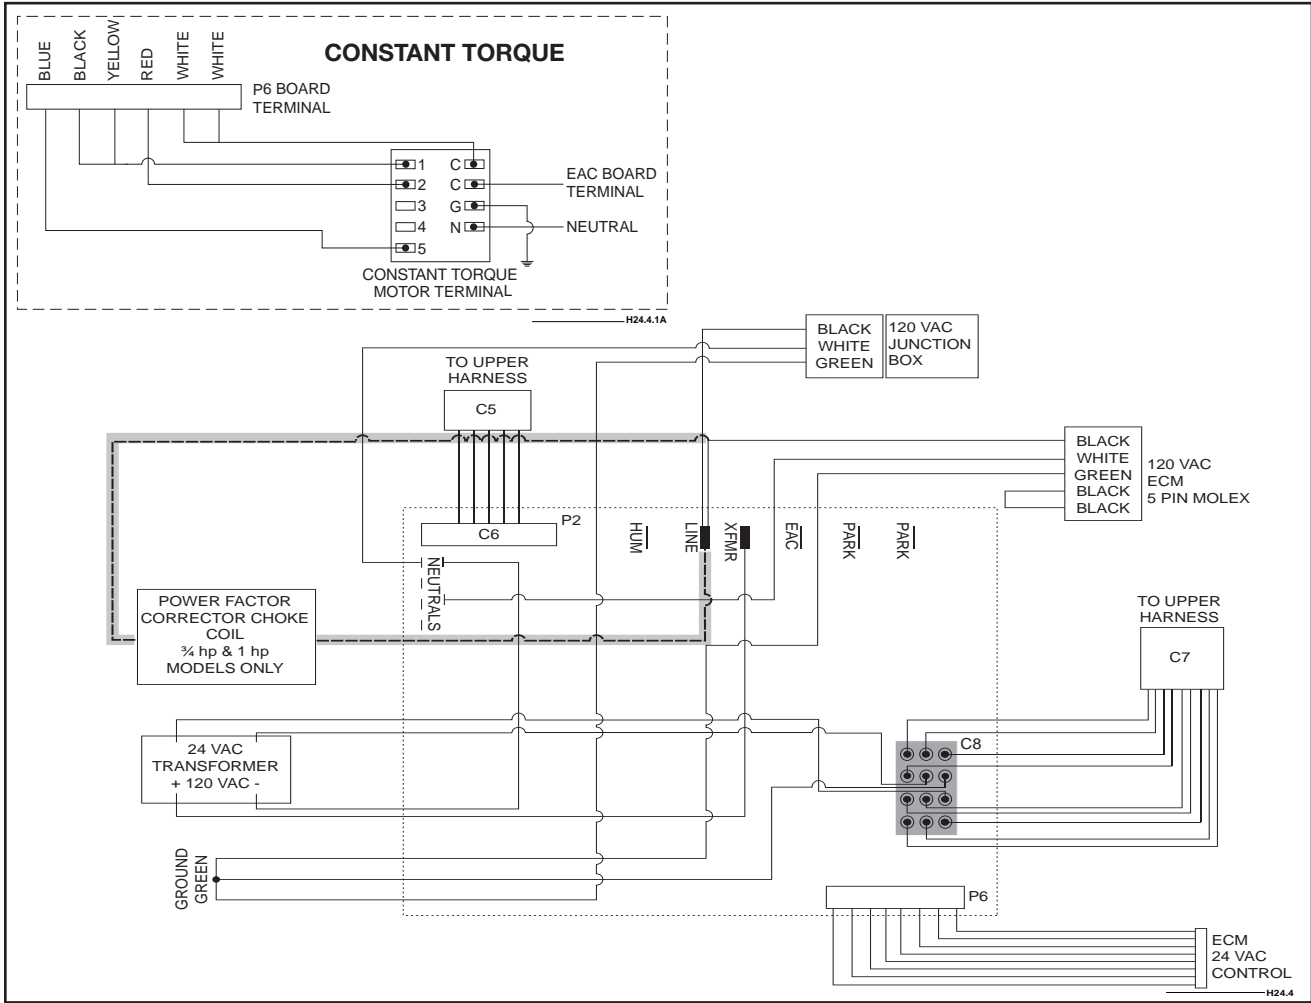 CONSTANT TORQUE
BLUE
BLACK
YELLOW
RED
WHITE
WHITE
P6 BOARD
TERMINAL
1
2
3
4
5
C
C
G
N
EAC BOARD
TERMINAL
NEUTRAL
CONSTANT TORQUE
MOTOR TERMINAL
H24.4.1A
BLACK
WHITE
GREEN
120 VAC
JUNCTION
BOX
TO UPPER
HARNESS
C5
BLACK
WHITE
GREEN
BLACK
BLACK
120 VAC
ECM
5 PIN MOLEX
P2
C6
HUM
LINE
XFMR
EAC
PARK
PARK
NEUTRALS
POWER FACTOR
CORRECTOR CHOKE
COIL
¾ hp & 1 hp
MODELS ONLY
TO UPPER
HARNESS
C7
C8
24 VAC
TRANSFORMER
+ 120 VAC -
GROUND
GREEN
P6
ECM
24 VAC
CONTROL
H24.4